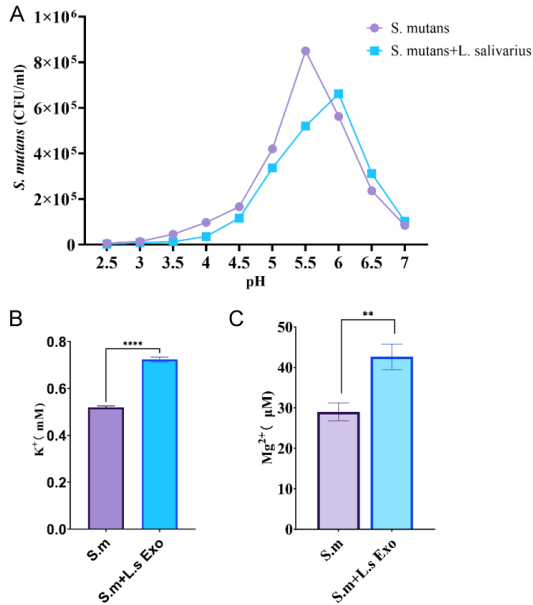 A
S. mutans
S. mutans+L. salivarius
S. mutans (CFU/ml)
1×10⁶
8×10⁵
6×10⁵
4×10⁵
2×10⁵
0
2.5 3 3.5 4 4.5 5 5.5 6 6.5 7
pH
B
****
K⁺( mM)
0.8
0.6
0.4
0.2
0.0
S.m
S.m+L.s Exo
C
**
Mg²⁺( μM)
50
40
30
20
10
0
S.m
S.m+L.s Exo